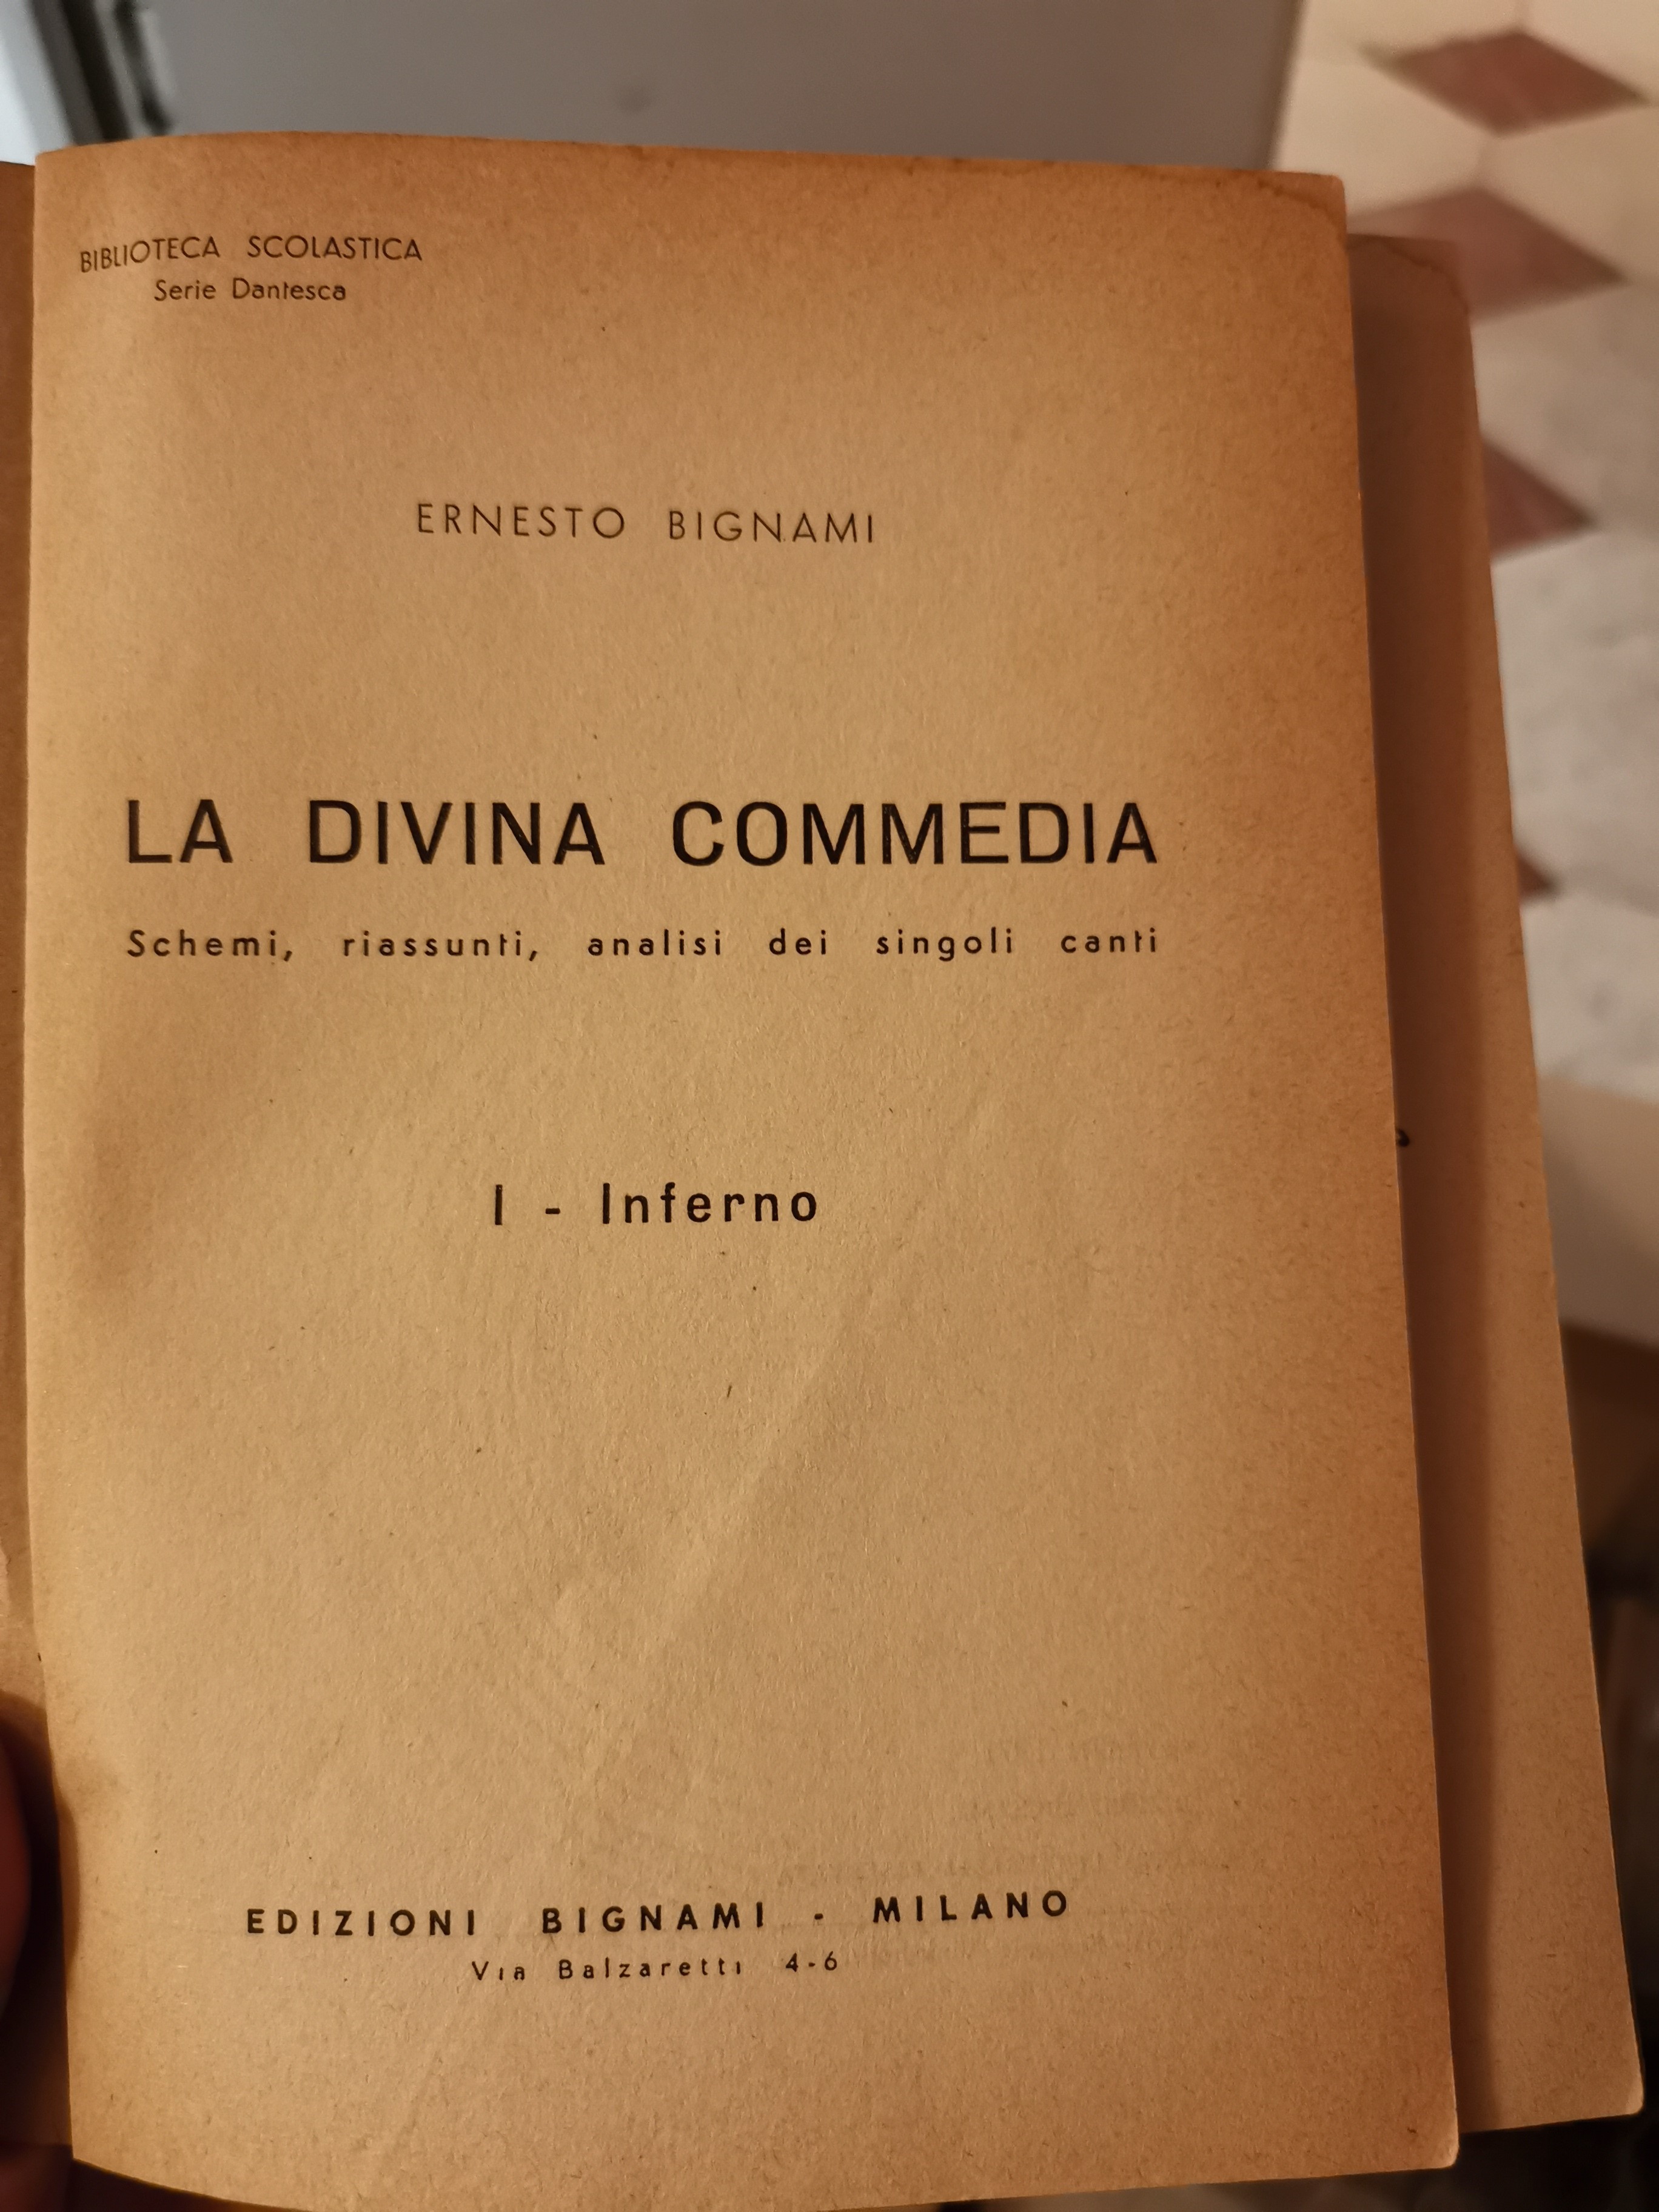 BIBLIOTECA SCOLASTICA
Serie Dantesca
ERNESTO BIGNAMI
LA DIVINA COMMEDIA
Schemi, riassunti, analisi dei singoli canti
I - Inferno
EDIZIONI BIGNAMI - MILANO
Via Balzaretti 4-6